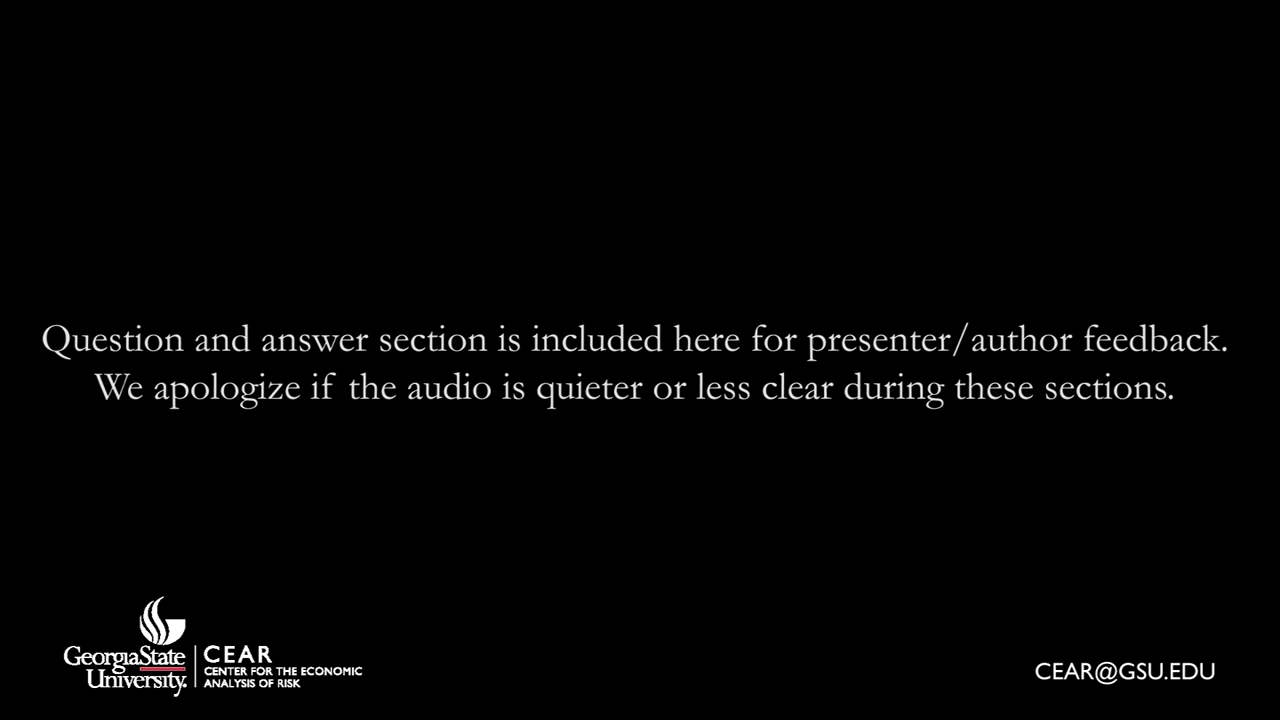 Question and answer section is included here for presenter/author feedback.
We apologize if the audio is quieter or less clear during these sections.
GeorgiaState
University.
CEAR
CENTER FOR THE ECONOMIC
ANALYSIS OF RISK
CEAR@GSU.EDU